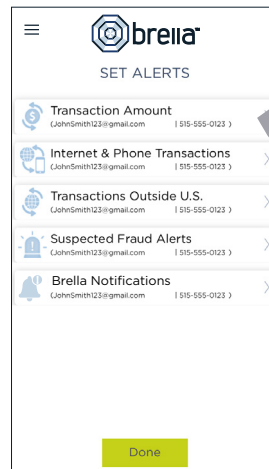 brella
SET ALERTS
Transaction Amount
(JohnSmith123@gmail.com | 515-555-0123 )
Internet & Phone Transactions
(JohnSmith123@gmail.com | 515-555-0123 )
Transactions Outside U.S.
(JohnSmith123@gmail.com | 515-555-0123 )
Suspected Fraud Alerts
(JohnSmith123@gmail.com | 515-555-0123 )
Brella Notifications
(JohnSmith123@gmail.com | 515-555-0123 )
Done